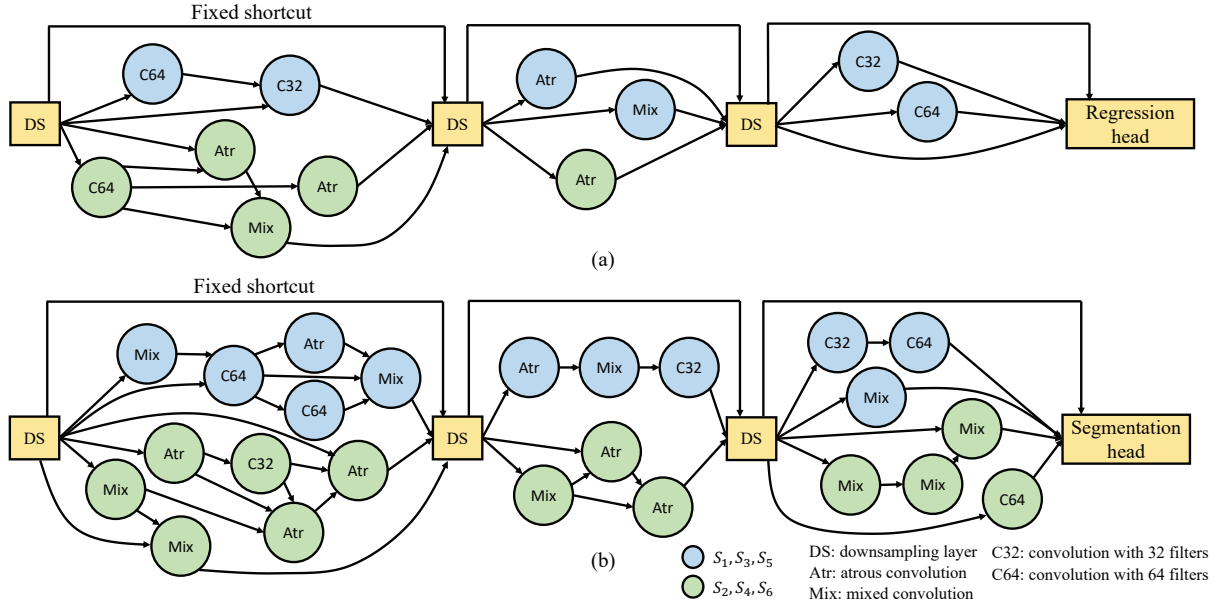 Fixed shortcut
C64
C32
Atr
Mix
C32
C64
DS
DS
DS
Regression
head
Atr
C64
Atr
Mix
Atr
(a)
Fixed shortcut
Mix
C64
Atr
Mix
C64
Atr
Mix
C32
C32
C64
Mix
DS
DS
DS
Segmentation
head
Atr
C32
Atr
Mix
Atr
Mix
Atr
Mix
Atr
Mix
Mix
Mix
C64
(b)
S₁, S₃, S₅
S₂, S₄, S₆
DS: downsampling layer
Atr: atrous convolution
Mix: mixed convolution
C32: convolution with 32 filters
C64: convolution with 64 filters